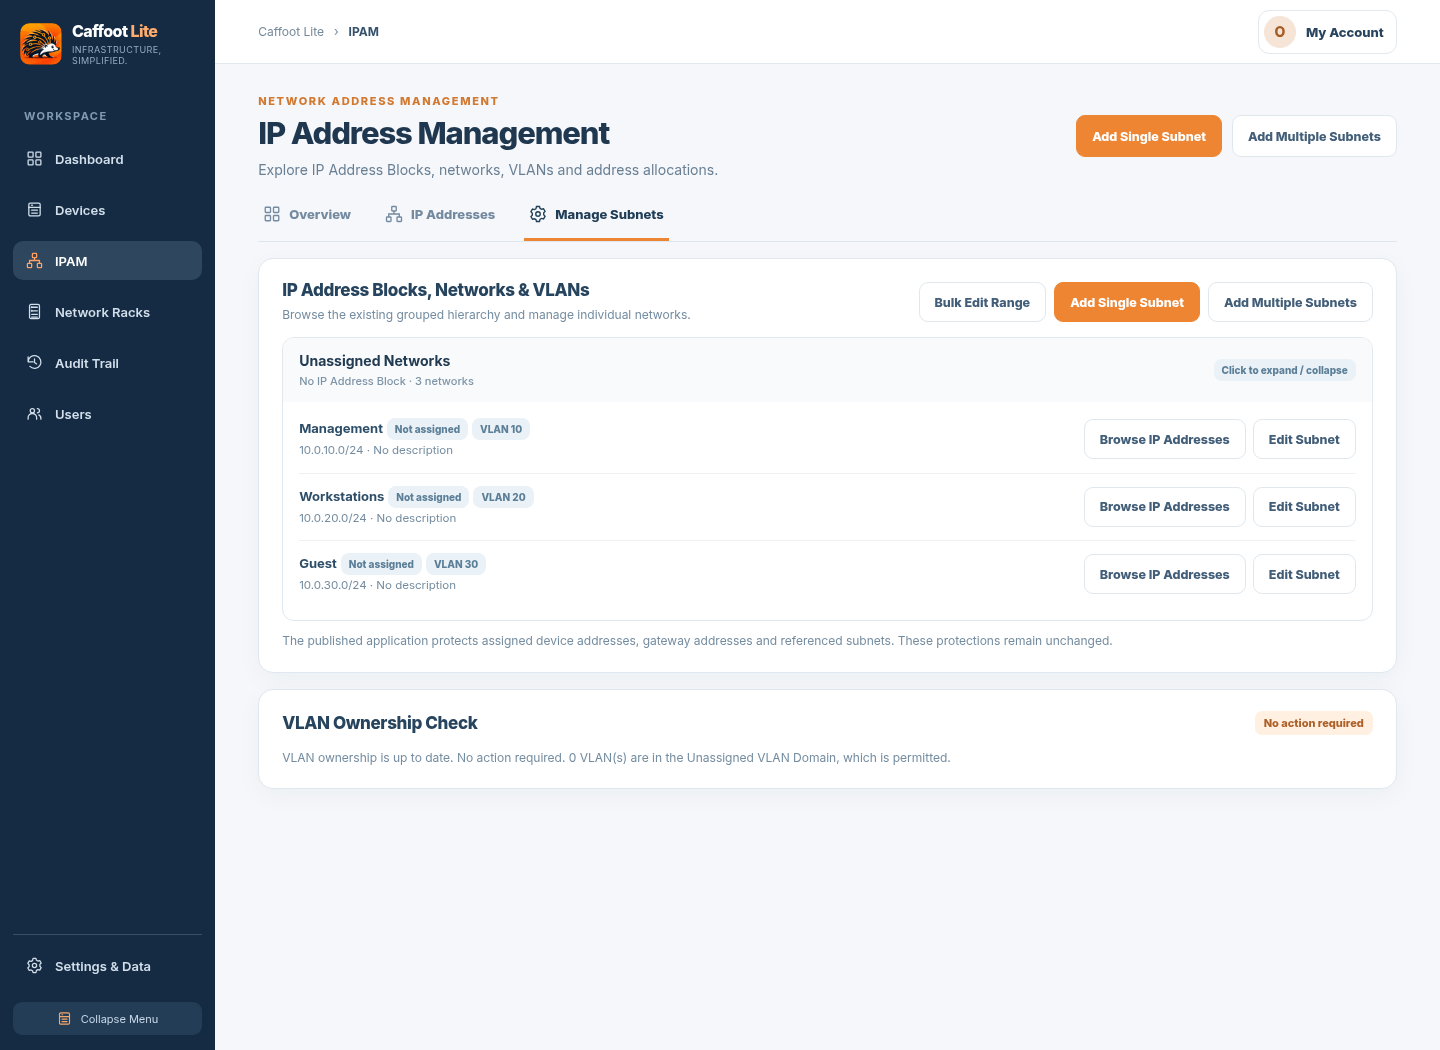 Caffoot Lite
INFRASTRUCTURE,
SIMPLIFIED.
WORKSPACE
Dashboard
Devices
IPAM
Network Racks
Audit Trail
Users
Settings & Data
Collapse Menu
Caffoot Lite › IPAM
O My Account
NETWORK ADDRESS MANAGEMENT
IP Address Management
Explore IP Address Blocks, networks, VLANs and address allocations.
Add Single Subnet Add Multiple Subnets
Overview IP Addresses Manage Subnets
IP Address Blocks, Networks & VLANs
Browse the existing grouped hierarchy and manage individual networks.
Bulk Edit Range Add Single Subnet Add Multiple Subnets
Unassigned Networks
No IP Address Block · 3 networks
Click to expand / collapse
Management Not assigned VLAN 10
10.0.10.0/24 · No description
Browse IP Addresses Edit Subnet
Workstations Not assigned VLAN 20
10.0.20.0/24 · No description
Browse IP Addresses Edit Subnet
Guest Not assigned VLAN 30
10.0.30.0/24 · No description
Browse IP Addresses Edit Subnet
The published application protects assigned device addresses, gateway addresses and referenced subnets. These protections remain unchanged.
VLAN Ownership Check
No action required
VLAN ownership is up to date. No action required. 0 VLAN(s) are in the Unassigned VLAN Domain, which is permitted.